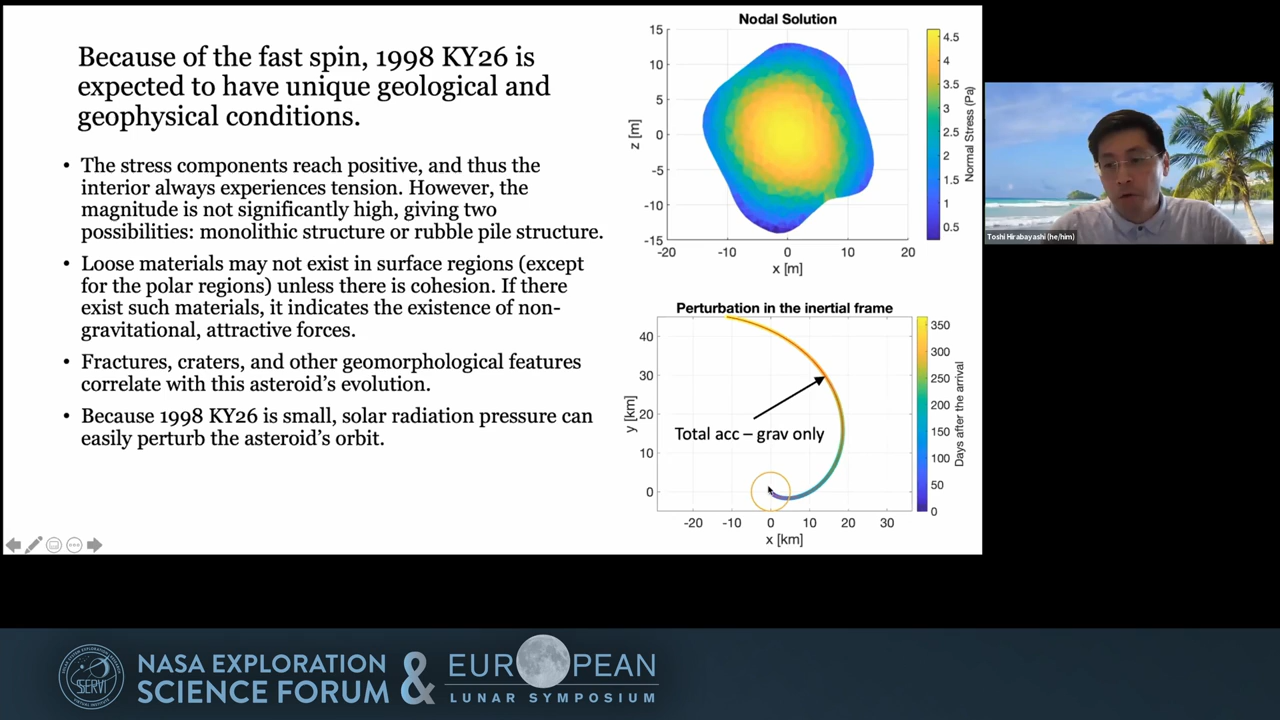 Because of the fast spin, 1998 KY26 is
expected to have unique geological and
geophysical conditions.
• The stress components reach positive, and thus the
interior always experiences tension. However, the
magnitude is not significantly high, giving two
possibilities: monolithic structure or rubble pile structure.
• Loose materials may not exist in surface regions (except
for the polar regions) unless there is cohesion. If there
exist such materials, it indicates the existence of non-
gravitational, attractive forces.
• Fractures, craters, and other geomorphological features
correlate with this asteroid's evolution.
• Because 1998 KY26 is small, solar radiation pressure can
easily perturb the asteroid's orbit.
Nodal Solution
15
10
5
0
-5
-10
-15
z [m]
-20
-10
0
10
20
x [m]
4.5
4
3.5
3
2.5
2
1.5
1
0.5
Normal Stress (Pa)
Perturbation in the inertial frame
40
30
20
10
0
y [km]
Total acc – grav only
-20
-10
0
10
20
30
x [km]
350
300
250
200
150
100
50
0
Days after the arrival
Toshi Hirabayashi (he/him)
SSERVI
NASA EXPLORATION
SCIENCE FORUM
&
EUROPEAN
LUNAR SYMPOSIUM